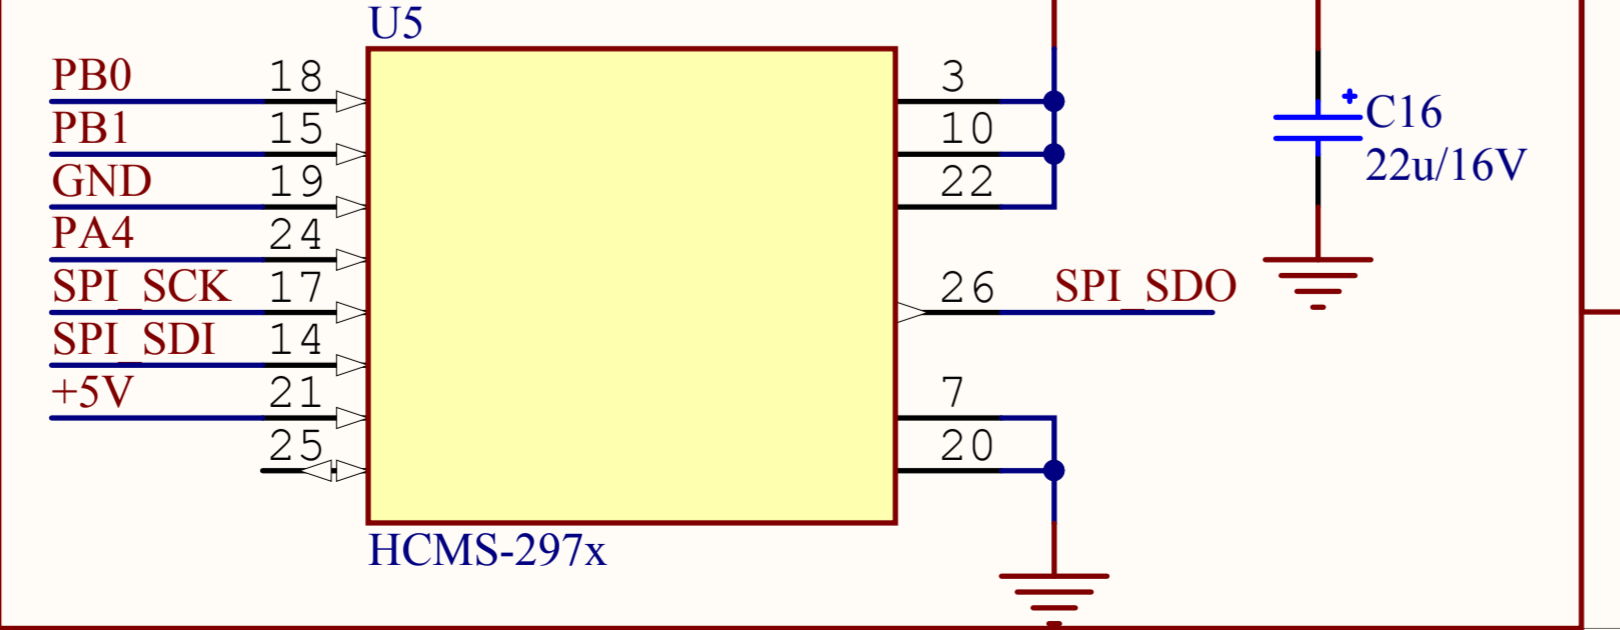 U5
PB0 18
PB1 15
GND 19
PA4 24
SPI_SCK 17
SPI_SDI 14
+5V 21
25
3
10
22
26 SPI_SDO
7
20
HCMS-297x
+
C16
22u/16V